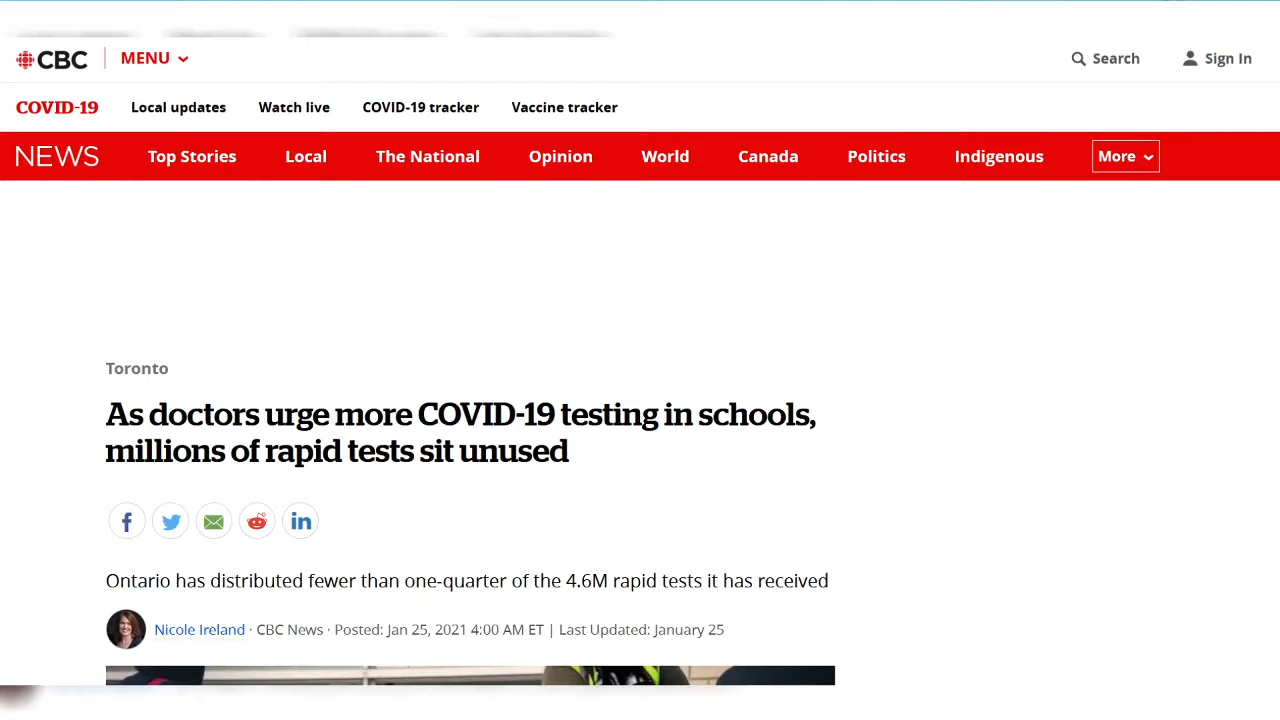 CBC MENU Search Sign In
COVID-19 Local updates Watch live COVID-19 tracker Vaccine tracker
NEWS Top Stories Local The National Opinion World Canada Politics Indigenous More
Toronto
As doctors urge more COVID-19 testing in schools,
millions of rapid tests sit unused
f in
Ontario has distributed fewer than one-quarter of the 4.6M rapid tests it has received
Nicole Ireland · CBC News · Posted: Jan 25, 2021 4:00 AM ET | Last Updated: January 25